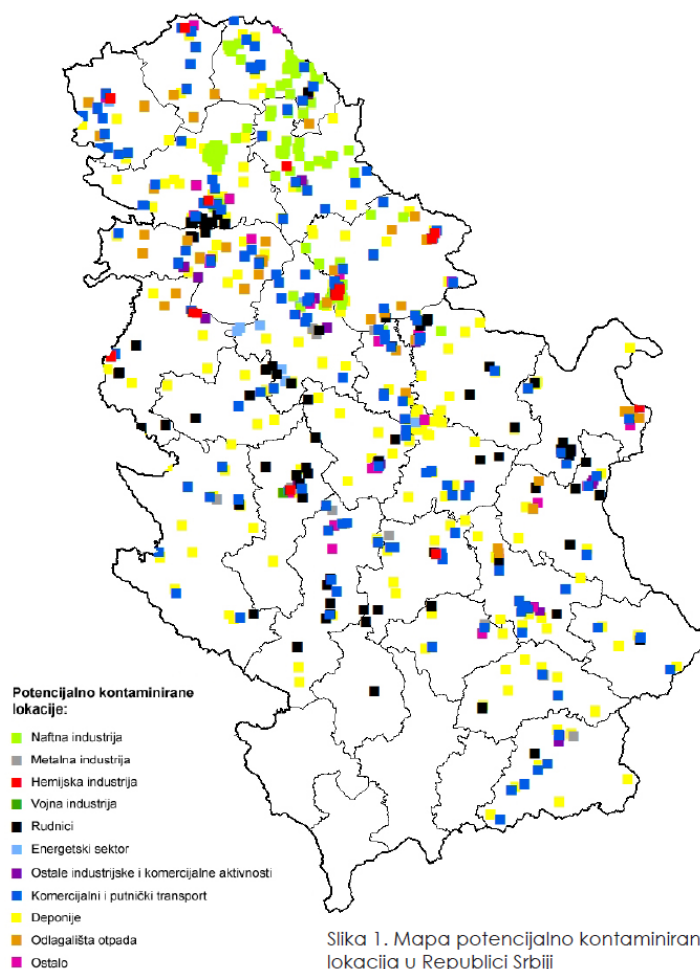 Potencijalno kontaminirane
lokacije:
Naftna industrija
Metalna industrija
Hemijska industrija
Vojna industrija
Rudnici
Energetski sektor
Ostale industrijske i komercijalne aktivnosti
Komercijalni i putnički transport
Deponije
Odlagališta otpada
Ostalo
Slika 1. Mapa potencijalno kontaminiran
lokacija u Republici Srbiji